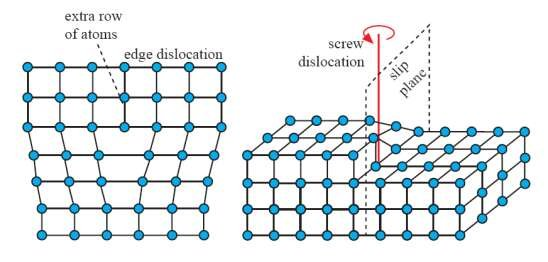 extra row
of atoms
edge dislocation
screw
dislocation
slip
plane